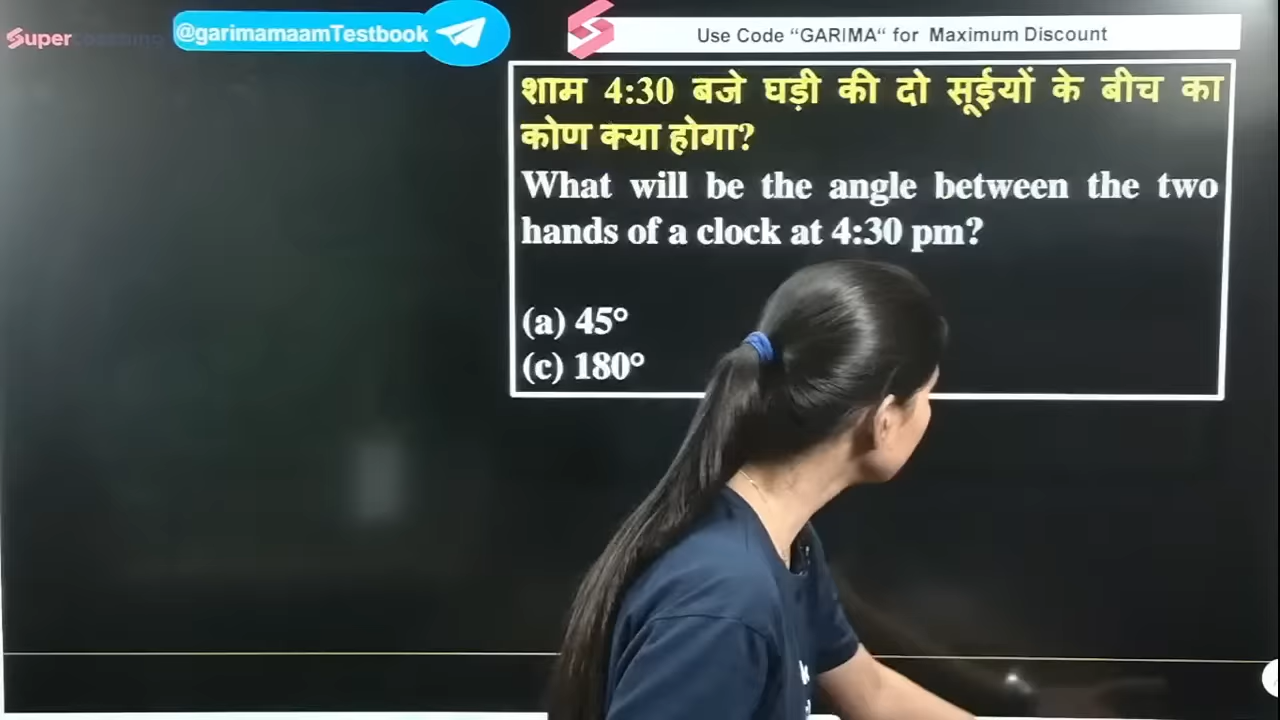 Super
@garimamaamTestbook
Use Code “GARIMA“ for Maximum Discount
शाम 4:30 बजे घड़ी की दो सूईयों के बीच का
कोण क्या होगा?
What will be the angle between the two
hands of a clock at 4:30 pm?
(a) 45°
(c) 180°